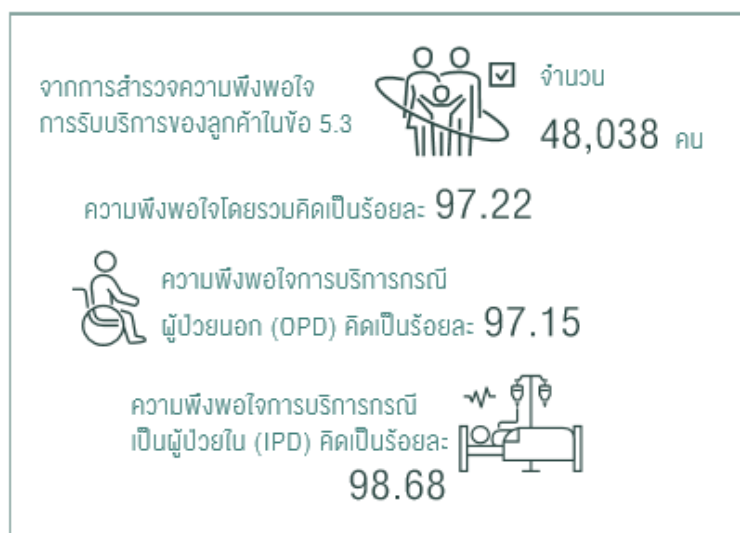 จากการสำรวจความพึงพอใจ
การรับบริการของลูกค้าในข้อ 5.3
จำนวน
48,038 คน
ความพึงพอใจโดยรวมคิดเป็นร้อยละ 97.22
ความพึงพอใจการบริการกรณี
ผู้ป่วยนอก (OPD) คิดเป็นร้อยละ 97.15
ความพึงพอใจการบริการกรณี
เป็นผู้ป่วยใน (IPD) คิดเป็นร้อยละ
98.68